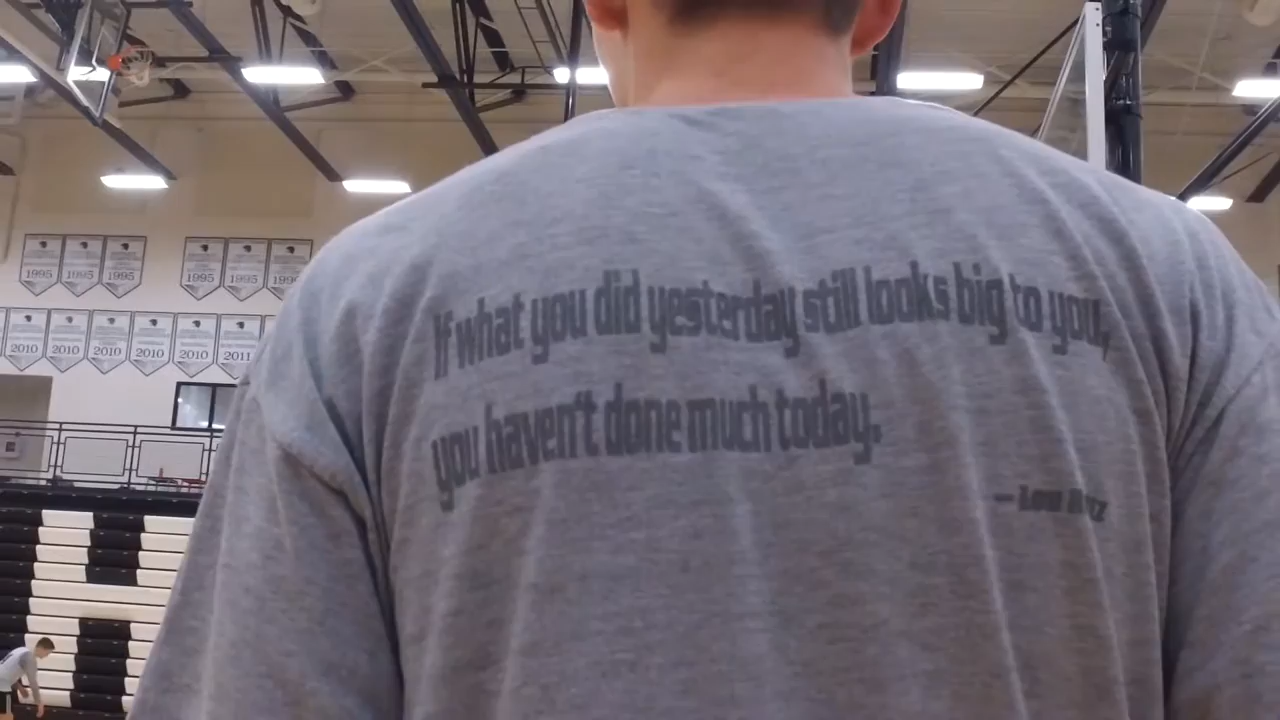 If what you did yesterday still looks big to you,
you haven't done much today.
— Lou Holtz
1995 1995 1995 1995 1995
2010 2010 2010 2010 2010 2011